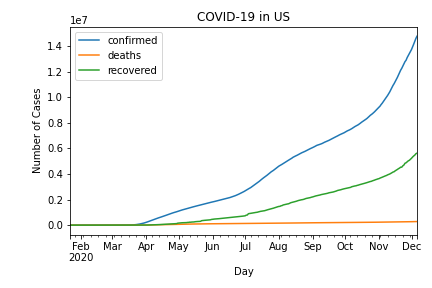 COVID-19 in US
1e7
confirmed
deaths
recovered
Number of Cases
1.4
1.2
1.0
0.8
0.6
0.4
0.2
0.0
Feb Mar Apr May Jun Jul Aug Sep Oct Nov Dec
2020
Day